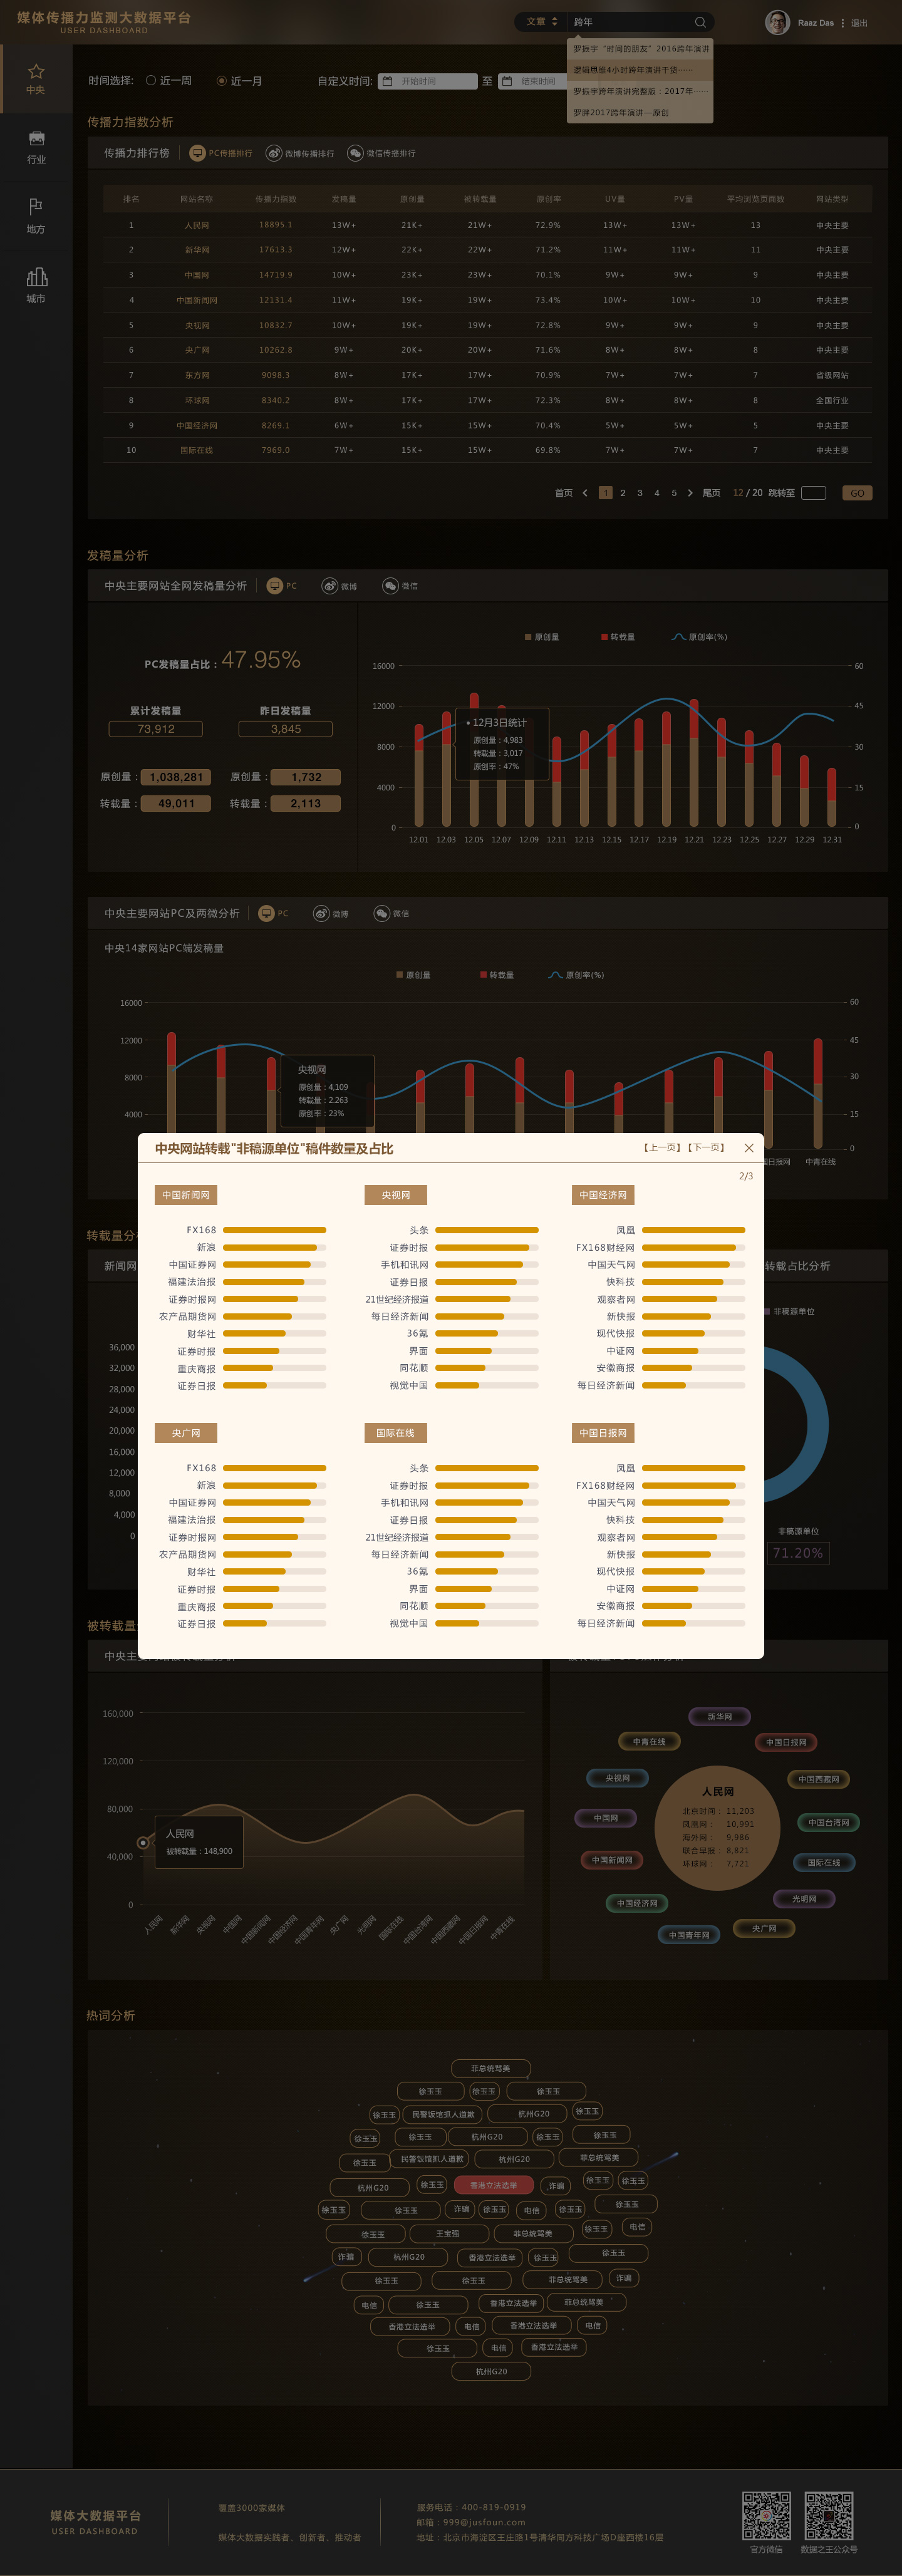 媒体传播力监测大数据平台
USER DASHBOARD
文章
跨年
Raaz Das
退出
罗振宇“时间的朋友”2016跨年演讲
逻辑思维4小时跨年演讲干货……
罗振宇跨年演讲完整版:2017年……
罗胖2017跨年演讲—原创
中央
行业
地方
城市
时间选择: 近一周 近一月 自定义时间: 开始时间 至 结束时间
传播力指数分析
传播力排行榜 PC传播排行 微博传播排行 微信传播排行
排名 网站名称 传播力指数 发稿量 原创量 被转载量 原创率 UV量 PV量 平均浏览页面数 网站类型
1 人民网 18895.1 13W+ 21K+ 21W+ 72.9% 13W+ 13W+ 13 中央主要
2 新华网 17613.3 12W+ 22K+ 22W+ 71.2% 11W+ 11W+ 11 中央主要
3 中国网 14719.9 10W+ 23K+ 23W+ 70.1% 9W+ 9W+ 9 中央主要
4 中国新闻网 12131.4 11W+ 19K+ 19W+ 73.4% 10W+ 10W+ 10 中央主要
5 央视网 10832.7 10W+ 19K+ 19W+ 72.8% 9W+ 9W+ 9 中央主要
6 央广网 10262.8 9W+ 20K+ 20W+ 71.6% 8W+ 8W+ 8 中央主要
7 东方网 9098.3 8W+ 17K+ 17W+ 70.9% 7W+ 7W+ 7 省级网站
8 环球网 8340.2 8W+ 17K+ 17W+ 72.3% 8W+ 8W+ 8 全国行业
9 中国经济网 8269.1 6W+ 15K+ 15W+ 70.4% 5W+ 5W+ 5 中央主要
10 国际在线 7969.0 7W+ 15K+ 15W+ 69.8% 7W+ 7W+ 7 中央主要
首页 1 2 3 4 5 尾页 12 / 20 跳转至 GO
发稿量分析
中央主要网站全网发稿量分析 PC 微博 微信
PC发稿量占比:47.95%
累计发稿量 昨日发稿量
73,912 3,845
原创量:1,038,281 原创量:1,732
转载量:49,011 转载量:2,113
原创量 转载量 原创率(%)
16000 60
12000 45
8000 30
4000 15
0 0
12月3日统计
原创量:4,983
转载量:3,017
原创率:47%
12.01 12.03 12.05 12.07 12.09 12.11 12.13 12.15 12.17 12.19 12.21 12.23 12.25 12.27 12.29 12.31
中央主要网站PC及两微分析 PC 微博 微信
中央14家网站PC端发稿量
原创量 转载量 原创率(%)
16000 60
12000 45
8000 30
4000 15
0
央视网
原创量:4,109
转载量:2.263
原创率:23%
日报网 中青在线
中央网站转载"非稿源单位"稿件数量及占比 【上一页】【下一页】
2/3
中国新闻网
FX168
新浪
中国证券网
福建法治报
证券时报网
农产品期货网
财华社
证券时报
重庆商报
证券日报
央视网
头条
证券时报
手机和讯网
证券日报
21世纪经济报道
每日经济新闻
36氪
界面
同花顺
视觉中国
中国经济网
凤凰
FX168财经网
中国天气网
快科技
观察者网
新快报
现代快报
中证网
安徽商报
每日经济新闻
央广网
FX168
新浪
中国证券网
福建法治报
证券时报网
农产品期货网
财华社
证券时报
重庆商报
证券日报
国际在线
头条
证券时报
手机和讯网
证券日报
21世纪经济报道
每日经济新闻
36氪
界面
同花顺
视觉中国
中国日报网
凤凰
FX168财经网
中国天气网
快科技
观察者网
新快报
现代快报
中证网
安徽商报
每日经济新闻
转载量分
新闻网
转载占比分析
非稿源单位
36,000
32,000
28,000
24,000
20,000
16,000
12,000
8,000
4,000
0
非稿源单位
71.20%
被转载量
160,000
120,000
80,000
40,000
0
人民网
被转载量:148,900
人民网 新华网 央视网 中国网 中国新闻网 中国经济网 中国青年网 央广网 光明网 国际在线 中国台湾网 中国西藏网 中国日报网 中青在线
新华网
中青在线 中国日报网
央视网 中国西藏网
中国网 中国台湾网
中国新闻网 国际在线
中国经济网 光明网
中国青年网 央广网
人民网
北京时间: 11,203
凤凰网: 10,991
海外网: 9,986
联合早报: 8,821
环球网: 7,721
热词分析
菲总统骂美
徐玉玉 徐玉玉 徐玉玉
徐玉玉 民警饭馆抓人道歉 杭州G20 徐玉玉
徐玉玉 徐玉玉 杭州G20 徐玉玉 徐玉玉
徐玉玉 民警饭馆抓人道歉 杭州G20 菲总统骂美
杭州G20 徐玉玉 香港立法选举 诈骗 徐玉玉 徐玉玉
徐玉玉 徐玉玉 诈骗 徐玉玉 电信 徐玉玉 徐玉玉
徐玉玉 王宝强 菲总统骂美 徐玉玉 电信
诈骗 杭州G20 香港立法选举 徐玉玉 徐玉玉
徐玉玉 徐玉玉 菲总统骂美 诈骗
电信 徐玉玉 香港立法选举 菲总统骂美
香港立法选举 电信 香港立法选举 电信
徐玉玉 电信 香港立法选举
杭州G20
媒体大数据平台
USER DASHBOARD
覆盖3000家媒体
媒体大数据实践者、创新者、推动者
服务电话:400-819-0919
邮箱:999@jusfoun.com
地址:北京市海淀区王庄路1号清华同方科技广场D座西楼16层
官方微信 数据之王公众号